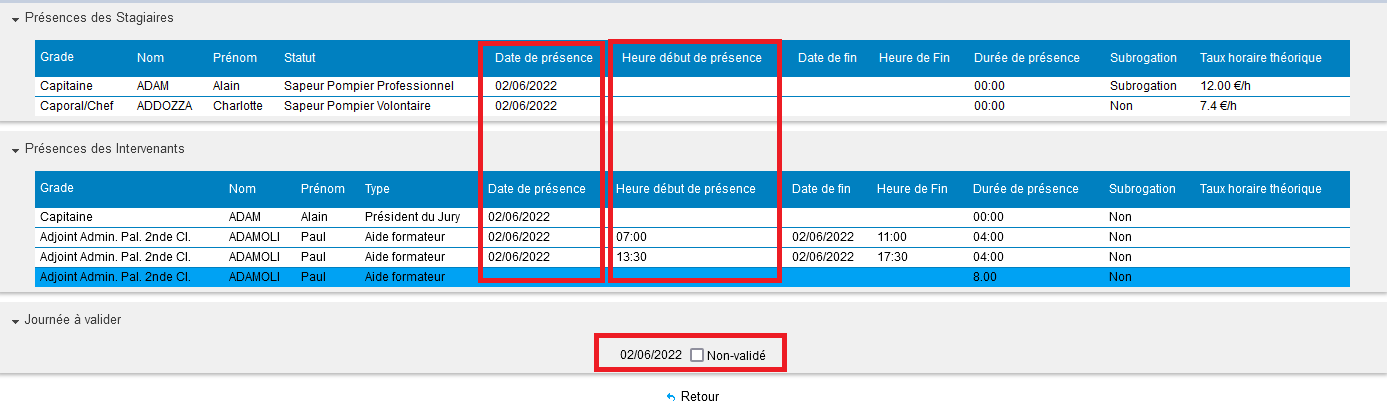 Présences des Stagiaires
Grade Nom Prénom Statut Date de présence Heure début de présence Date de fin Heure de Fin Durée de présence Subrogation Taux horaire théorique
Capitaine ADAM Alain Sapeur Pompier Professionnel 02/06/2022 00:00 Subrogation 12.00 €/h
Caporal/Chef ADDOZZA Charlotte Sapeur Pompier Volontaire 02/06/2022 00:00 Non 7.4 €/h
Présences des Intervenants
Grade Nom Prénom Type Date de présence Heure début de présence Date de fin Heure de Fin Durée de présence Subrogation Taux horaire théorique
Capitaine ADAM Alain Président du Jury 02/06/2022 00:00 Non
Adjoint Admin. Pal. 2nde Cl. ADAMOLI Paul Aide formateur 02/06/2022 07:00 02/06/2022 11:00 04:00 Non
Adjoint Admin. Pal. 2nde Cl. ADAMOLI Paul Aide formateur 02/06/2022 13:30 02/06/2022 17:30 04:00 Non
Adjoint Admin. Pal. 2nde Cl. ADAMOLI Paul Aide formateur 8.00 Non
Journée à valider
02/06/2022 Non-validé
Retour